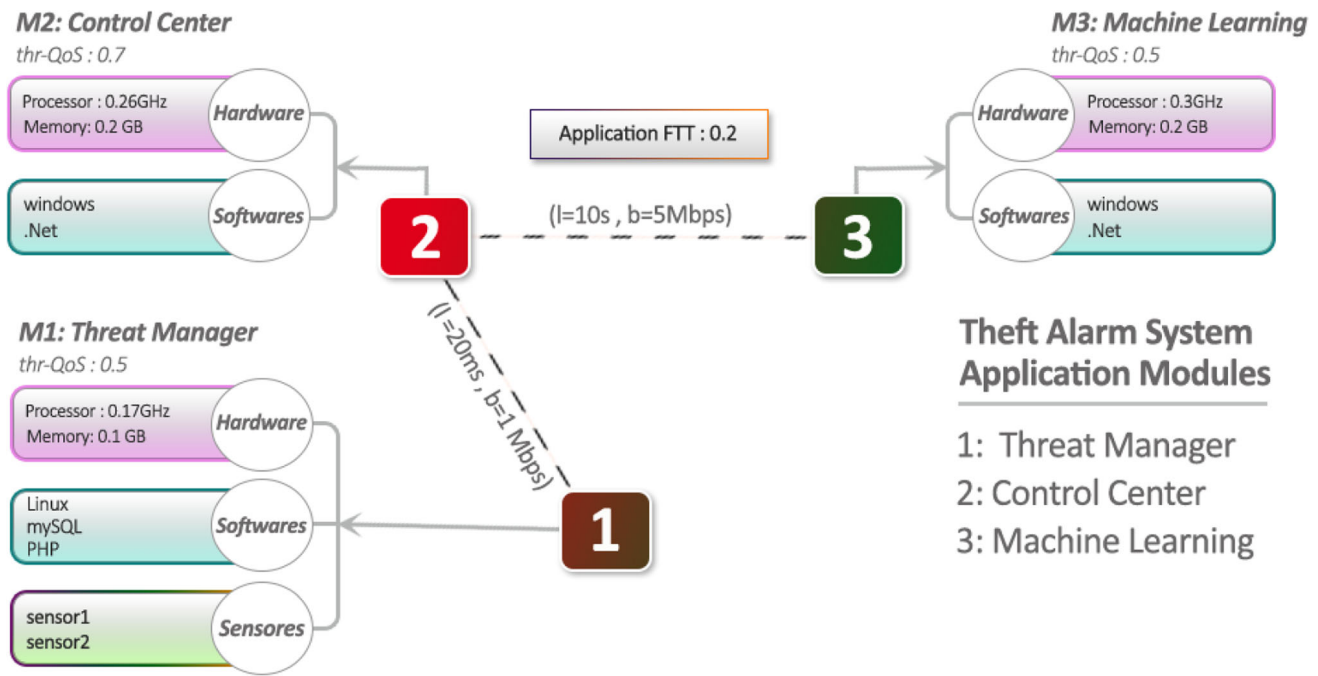 M2: Control Center
thr-QoS : 0.7
Processor : 0.26GHz
Memory: 0.2 GB
Hardware
windows
.Net
Softwares
M3: Machine Learning
thr-QoS : 0.5
Hardware
Processor : 0.3GHz
Memory: 0.2 GB
Softwares
windows
.Net
Application FTT : 0.2
2
(l=10s , b=5Mbps)
3
(l =20ms , b=1 Mbps)
1
M1: Threat Manager
thr-QoS : 0.5
Processor : 0.17GHz
Memory: 0.1 GB
Hardware
Linux
mySQL
PHP
Softwares
sensor1
sensor2
Sensores
Theft Alarm System
Application Modules
1: Threat Manager
2: Control Center
3: Machine Learning